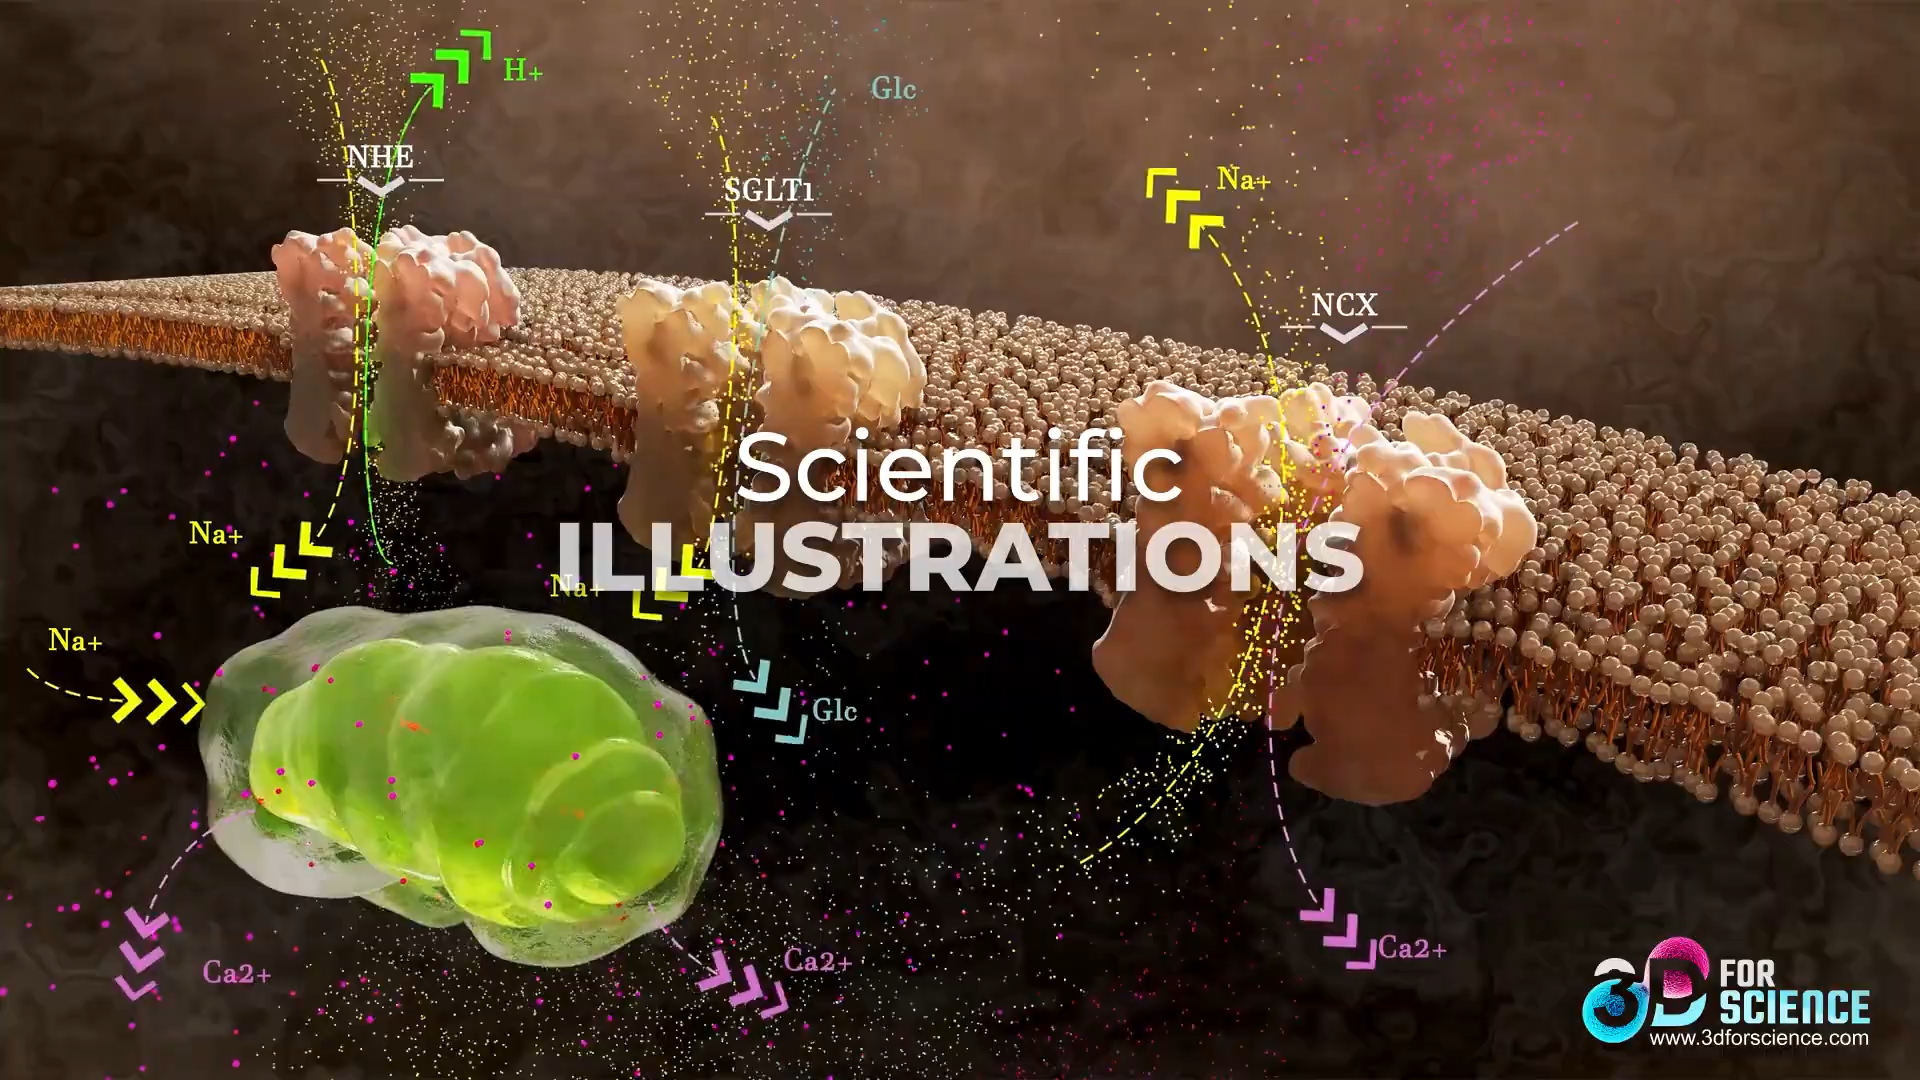 H+
Glc
NHE
SGLT1
Na+
NCX
Scientific
ILLUSTRATIONS
Na+
Na+
Na+
Glc
Ca2+
Ca2+
Ca2+
3D FOR
SCIENCE
www.3dforscience.com